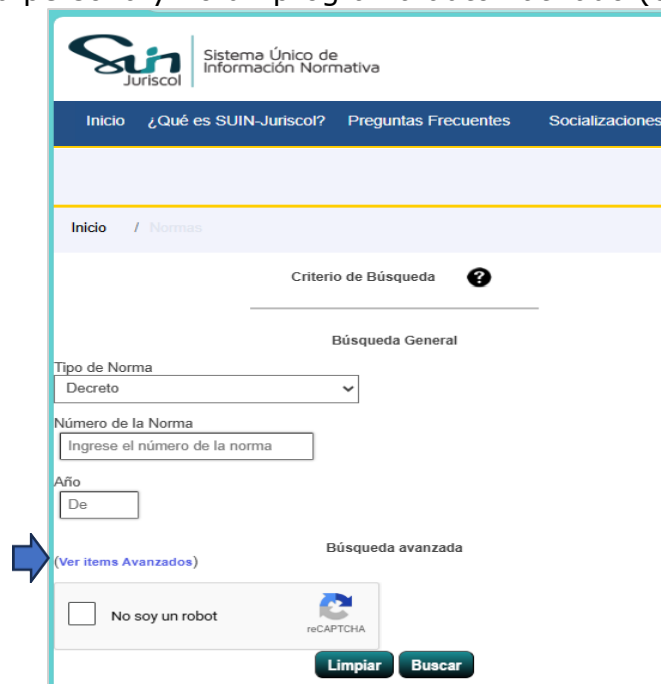 Suin
Juriscol
Sistema Único de
Información Normativa
Inicio ¿Qué es SUIN-Juriscol? Preguntas Frecuentes Socializaciones
Inicio / Normas
Criterio de Búsqueda ?
Búsqueda General
Tipo de Norma
Decreto
Número de la Norma
Ingrese el número de la norma
Año
De
Búsqueda avanzada
(Ver items Avanzados)
No soy un robot
reCAPTCHA
Limpiar Buscar